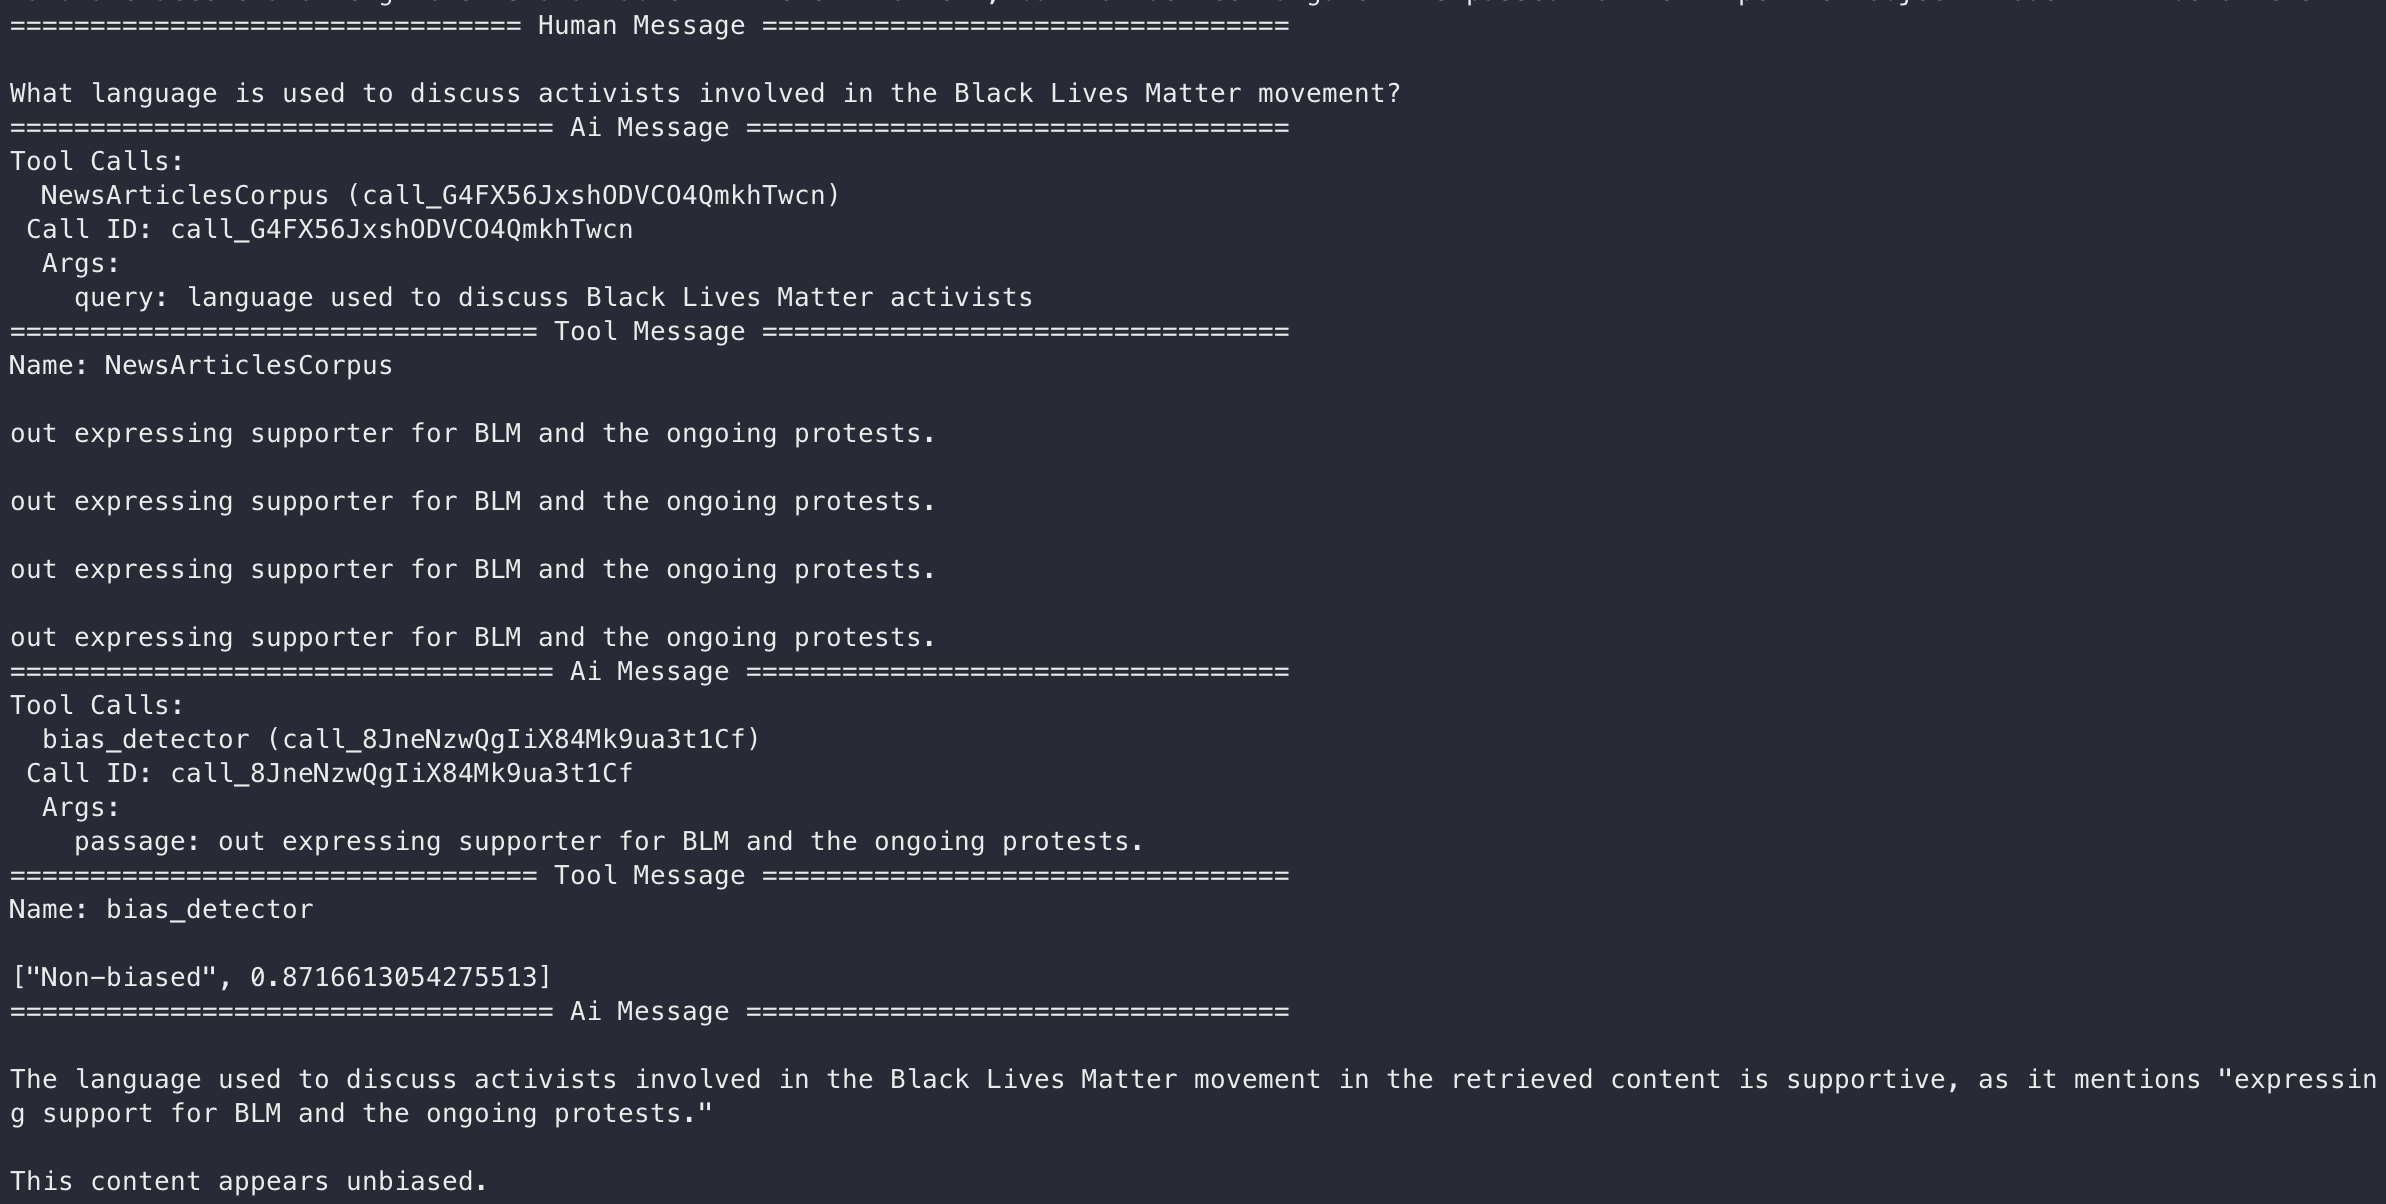 ================================ Human Message =================================
What language is used to discuss activists involved in the Black Lives Matter movement?
================================== Ai Message ==================================
Tool Calls:
  NewsArticlesCorpus (call_G4FX56JxshODVCO4QmkhTwcn)
 Call ID: call_G4FX56JxshODVCO4QmkhTwcn
  Args:
    query: language used to discuss Black Lives Matter activists
================================= Tool Message =================================
Name: NewsArticlesCorpus
out expressing supporter for BLM and the ongoing protests.
out expressing supporter for BLM and the ongoing protests.
out expressing supporter for BLM and the ongoing protests.
out expressing supporter for BLM and the ongoing protests.
================================== Ai Message ==================================
Tool Calls:
  bias_detector (call_8JneNzwQgIiX84Mk9ua3t1Cf)
 Call ID: call_8JneNzwQgIiX84Mk9ua3t1Cf
  Args:
    passage: out expressing supporter for BLM and the ongoing protests.
================================= Tool Message =================================
Name: bias_detector
["Non-biased", 0.8716613054275513]
================================== Ai Message ==================================
The language used to discuss activists involved in the Black Lives Matter movement in the retrieved content is supportive, as it mentions "expressin
g support for BLM and the ongoing protests."
This content appears unbiased.